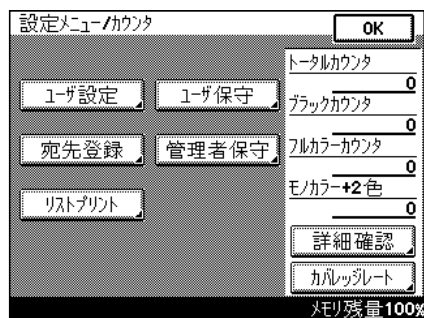 設定ﾒﾆｭｰ/ｶｳﾝﾀ
OK
ﾕｰｻﾞ設定
ﾕｰｻﾞ保守
宛先登録
管理者保守
ﾘｽﾄﾌﾟﾘﾝﾄ
ﾄｰﾀﾙｶｳﾝﾀ
0
ﾌﾞﾗｯｸｶｳﾝﾀ
0
ﾌﾙｶﾗｰｶｳﾝﾀ
0
ﾓﾉｶﾗｰ+2色
0
詳細確認
ｶﾊﾞﾚｯｼﾞﾚｰﾄ
ﾒﾓﾘ残量100%